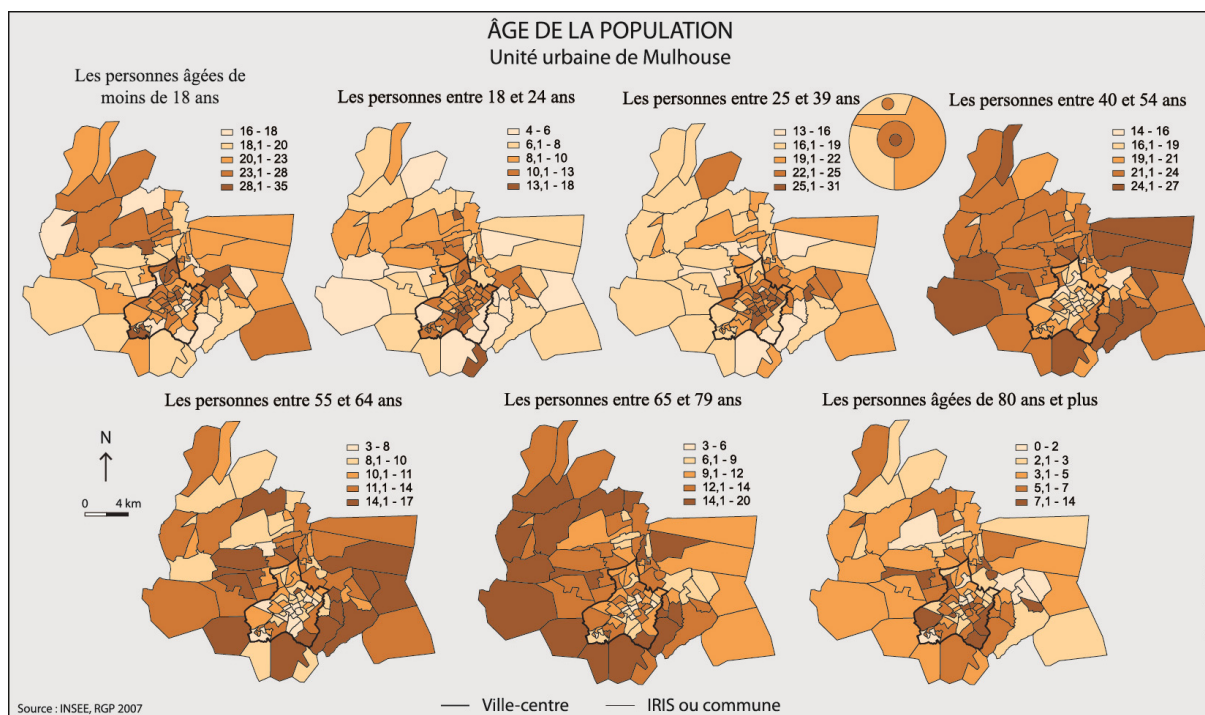 ÂGE DE LA POPULATION
Unité urbaine de Mulhouse
Les personnes âgées de
moins de 18 ans
16 - 18
18,1 - 20
20,1 - 23
23,1 - 28
28,1 - 35
Les personnes entre 18 et 24 ans
4 - 6
6,1 - 8
8,1 - 10
10,1 - 13
13,1 - 18
Les personnes entre 25 et 39 ans
13 - 16
16,1 - 19
19,1 - 22
22,1 - 25
25,1 - 31
Les personnes entre 40 et 54 ans
14 - 16
16,1 - 19
19,1 - 21
21,1 - 24
24,1 - 27
N
0 4 km
Les personnes entre 55 et 64 ans
3 - 8
8,1 - 10
10,1 - 11
11,1 - 14
14,1 - 17
Les personnes entre 65 et 79 ans
3 - 6
6,1 - 9
9,1 - 12
12,1 - 14
14,1 - 20
Les personnes âgées de 80 ans et plus
0 - 2
2,1 - 3
3,1 - 5
5,1 - 7
7,1 - 14
Source : INSEE, RGP 2007
Ville-centre
IRIS ou commune